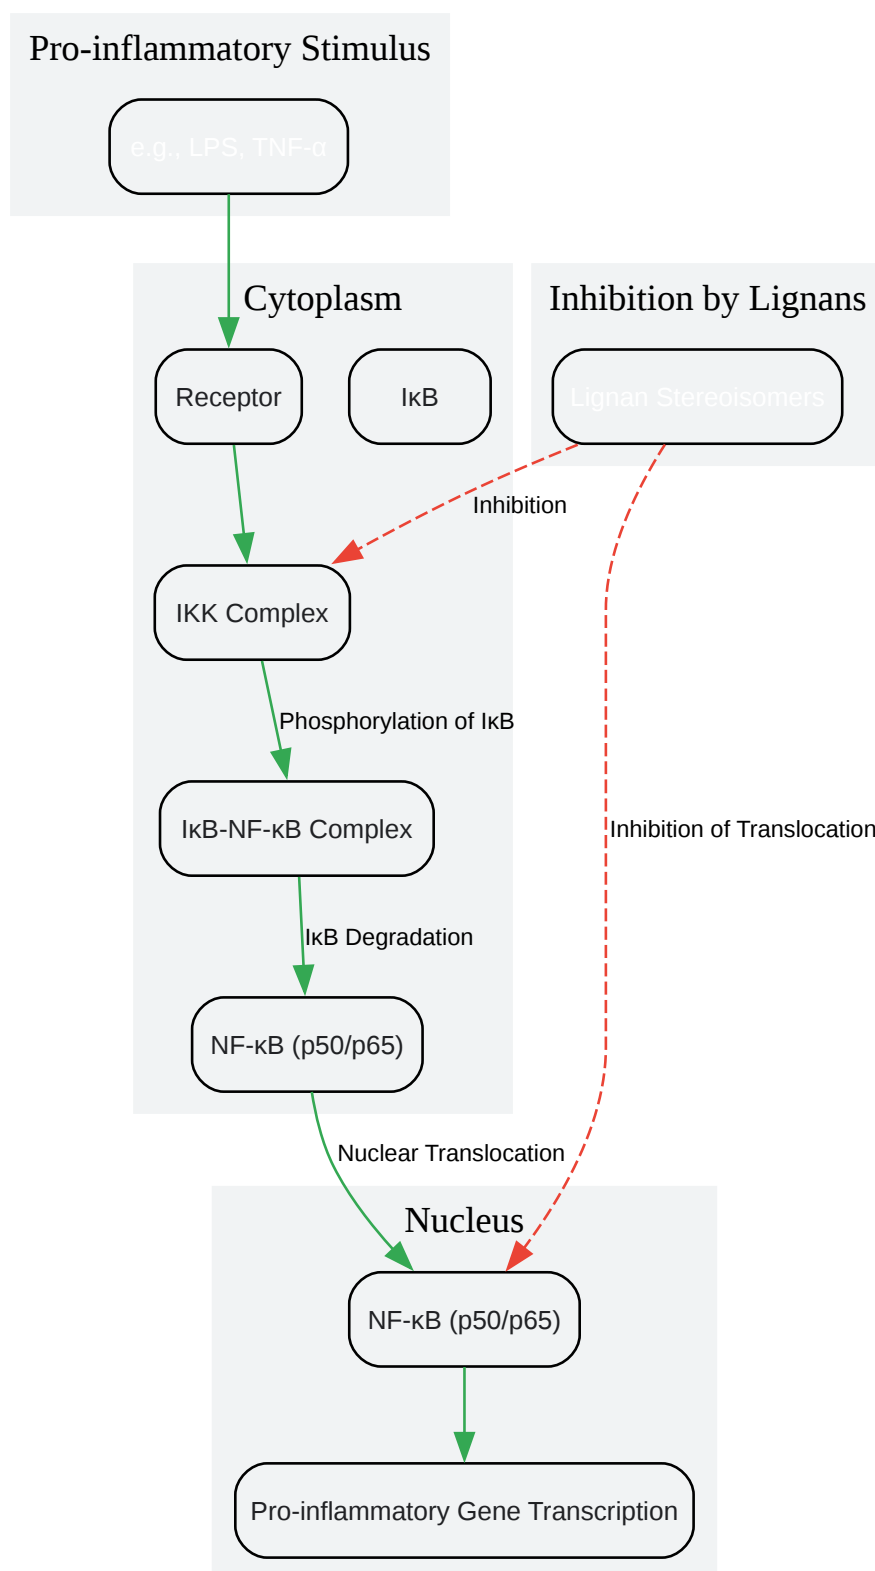 Pro-inflammatory Stimulus
e.g., LPS, TNF-α
Cytoplasm
Inhibition by Lignans
Receptor
IκB
Lignan Stereoisomers
Inhibition
IKK Complex
Phosphorylation of IκB
IκB-NF-κB Complex
Inhibition of Translocation
IκB Degradation
NF-κB (p50/p65)
Nuclear Translocation
Nucleus
NF-κB (p50/p65)
Pro-inflammatory Gene Transcription